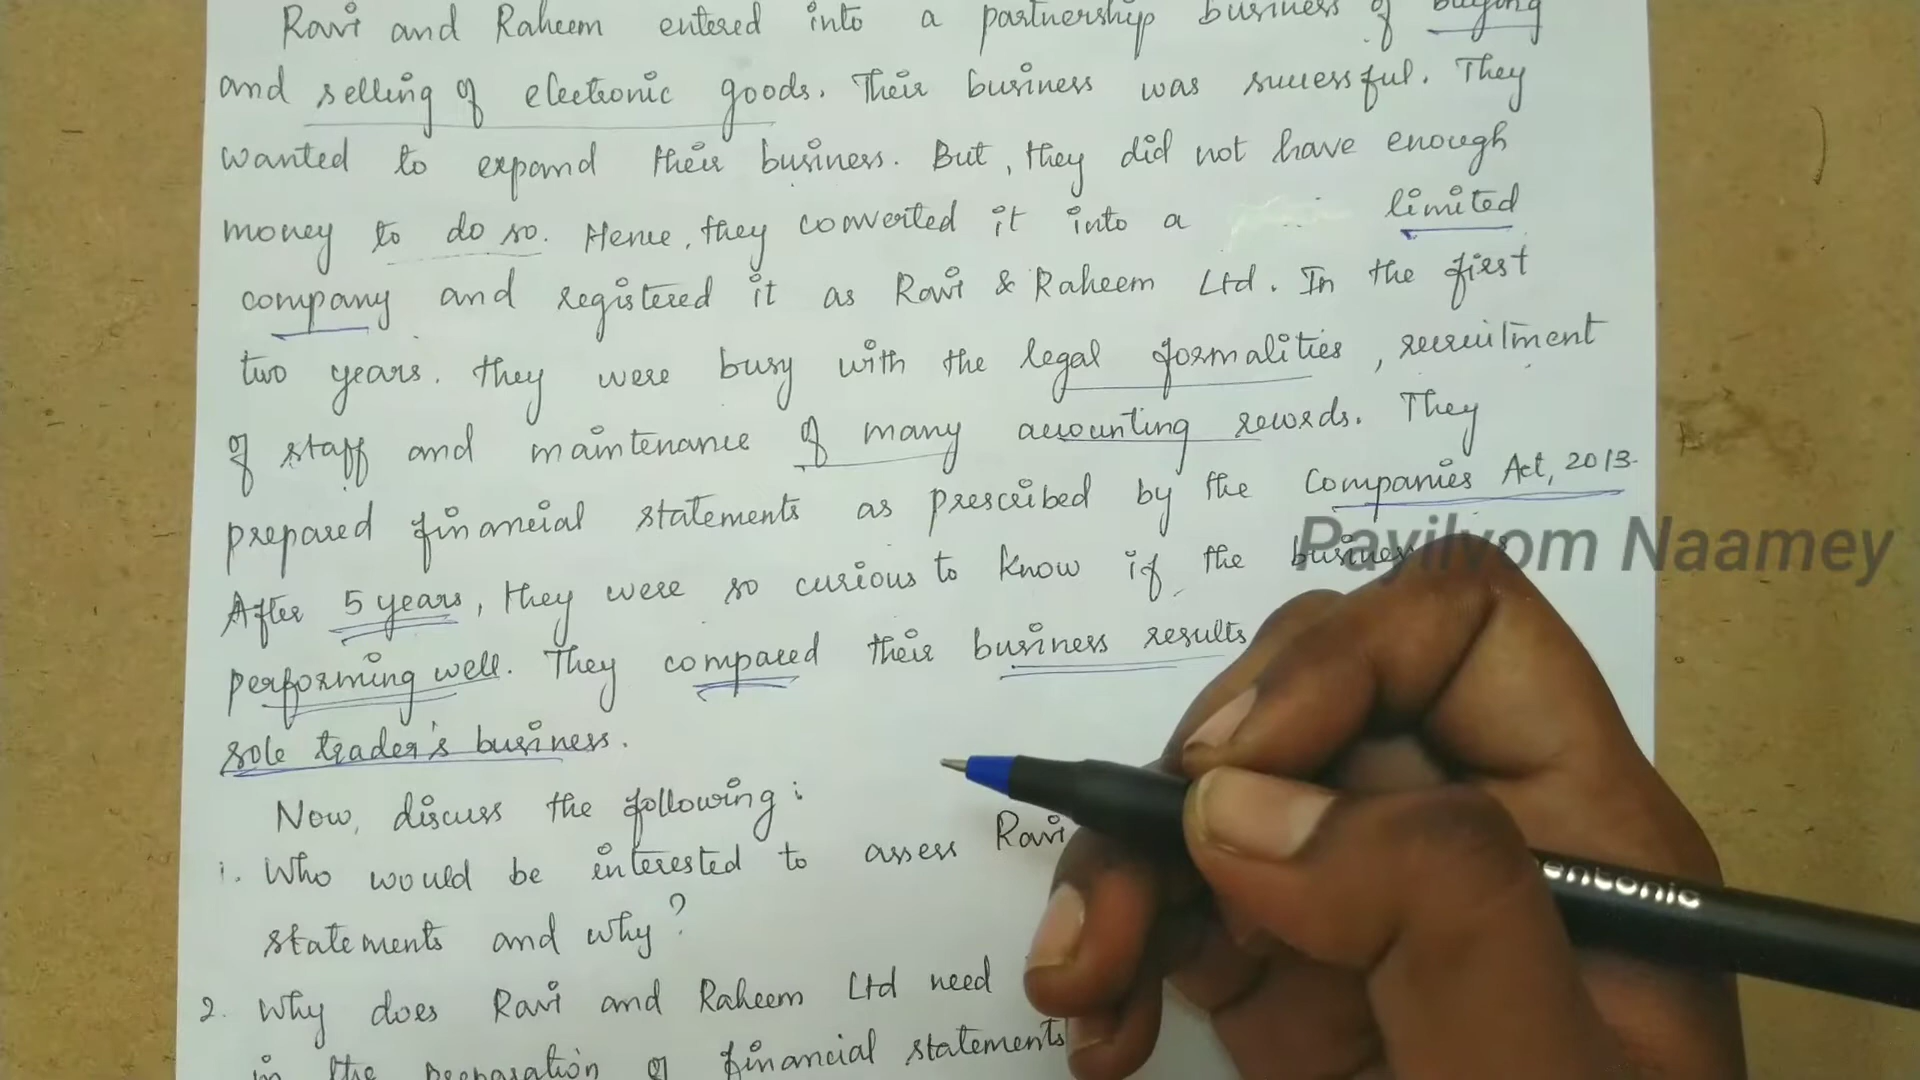 Ravi and Raheem entered into a partnership business of buying
and selling of electronic goods. Their business was successful. They
wanted to expand their business. But, they did not have enough
money to do so. Hence, they converted it into a limited
company and registered it as Ravi & Raheem Ltd. In the first
two years. they were busy with the legal formalities, recruitment
of staff and maintenance of many accounting records. They
prepared financial statements as prescribed by the Companies Act, 2013.
Payilvom Naamey
After 5 years, they were so curious to know if the business
performing well. They compared their business results
sole trader's business.
Now, discuss the following:
1. Who would be interested to assess Ravi
statements and why?
2. Why does Ravi and Raheem Ltd need
in the preparation of financial statements
entonic